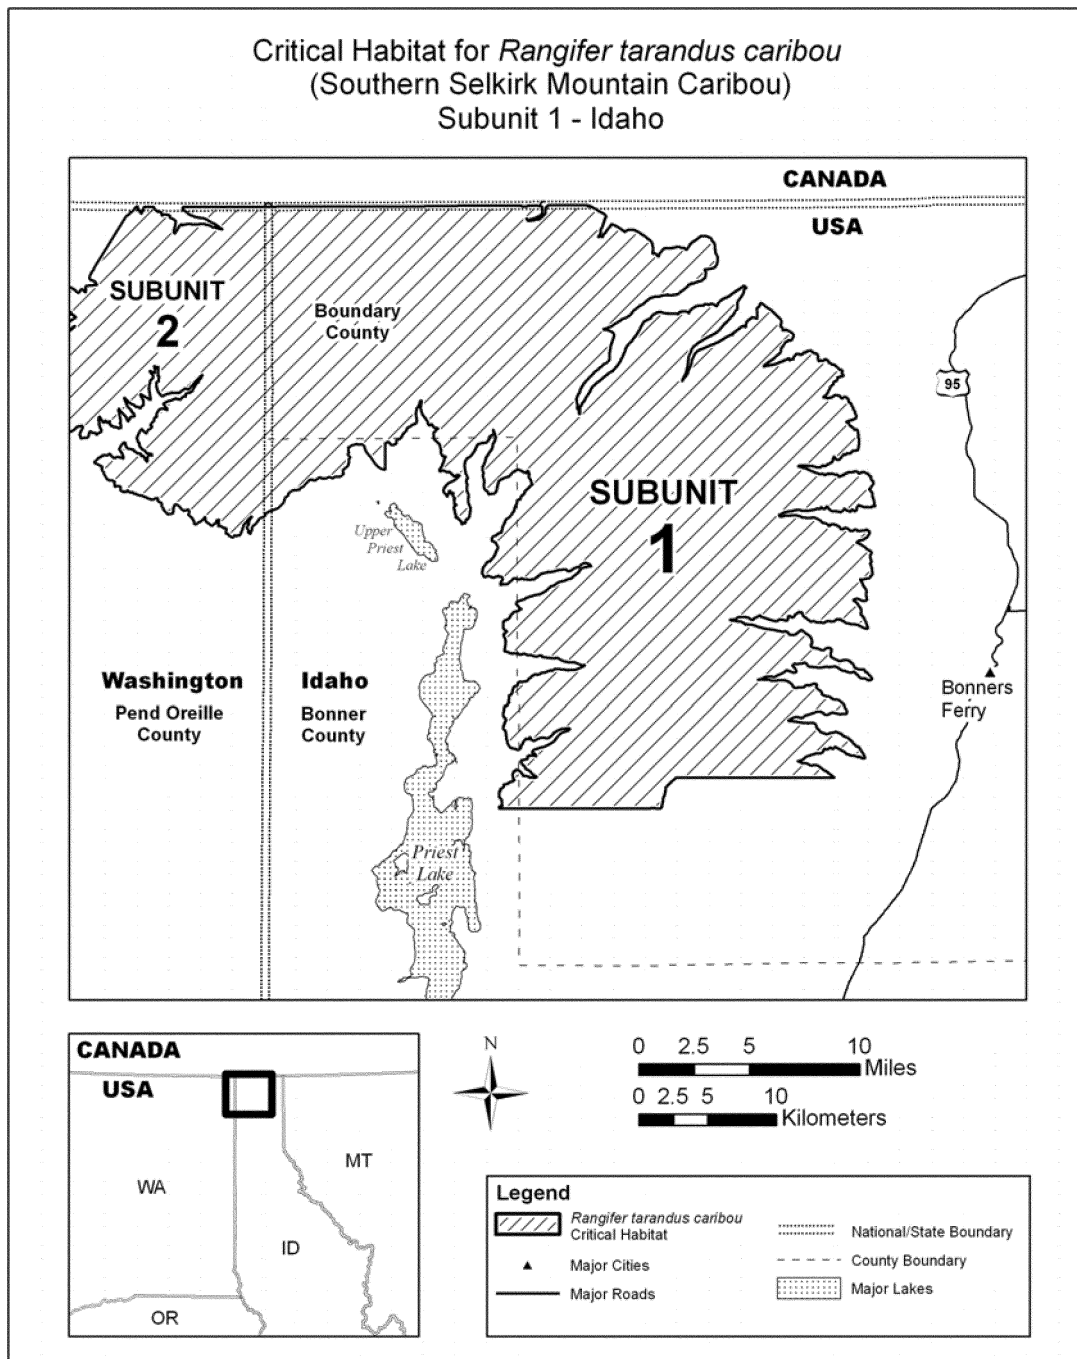 Critical Habitat for Rangifer tarandus caribou
(Southern Selkirk Mountain Caribou)
Subunit 1 - Idaho
CANADA
USA
SUBUNIT
2
Boundary
County
95
SUBUNIT
1
Upper
Priest
Lake
Washington
Pend Oreille
County
Idaho
Bonner
County
Bonners
Ferry
Priest
Lake
CANADA
USA
WA
MT
ID
OR
N
0 2.5 5 10
Miles
0 2.5 5 10
Kilometers
Legend
Rangifer tarandus caribou
Critical Habitat
Major Cities
Major Roads
National/State Boundary
County Boundary
Major Lakes